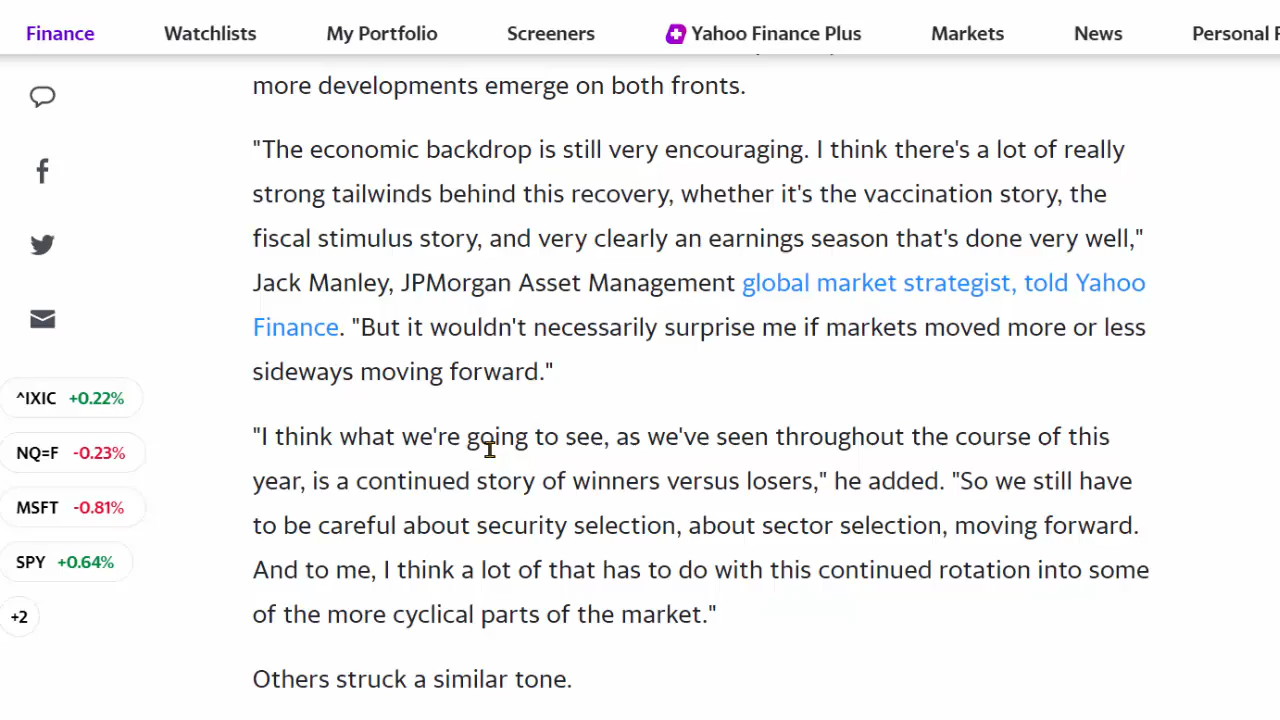 Finance Watchlists My Portfolio Screeners Yahoo Finance Plus Markets News Personal F
more developments emerge on both fronts.
"The economic backdrop is still very encouraging. I think there's a lot of really
strong tailwinds behind this recovery, whether it's the vaccination story, the
fiscal stimulus story, and very clearly an earnings season that's done very well,"
Jack Manley, JPMorgan Asset Management global market strategist, told Yahoo
Finance. "But it wouldn't necessarily surprise me if markets moved more or less
sideways moving forward."
^IXIC +0.22%
NQ=F -0.23%
MSFT -0.81%
SPY +0.64%
+2
"I think what we're going to see, as we've seen throughout the course of this
year, is a continued story of winners versus losers," he added. "So we still have
to be careful about security selection, about sector selection, moving forward.
And to me, I think a lot of that has to do with this continued rotation into some
of the more cyclical parts of the market."
Others struck a similar tone.